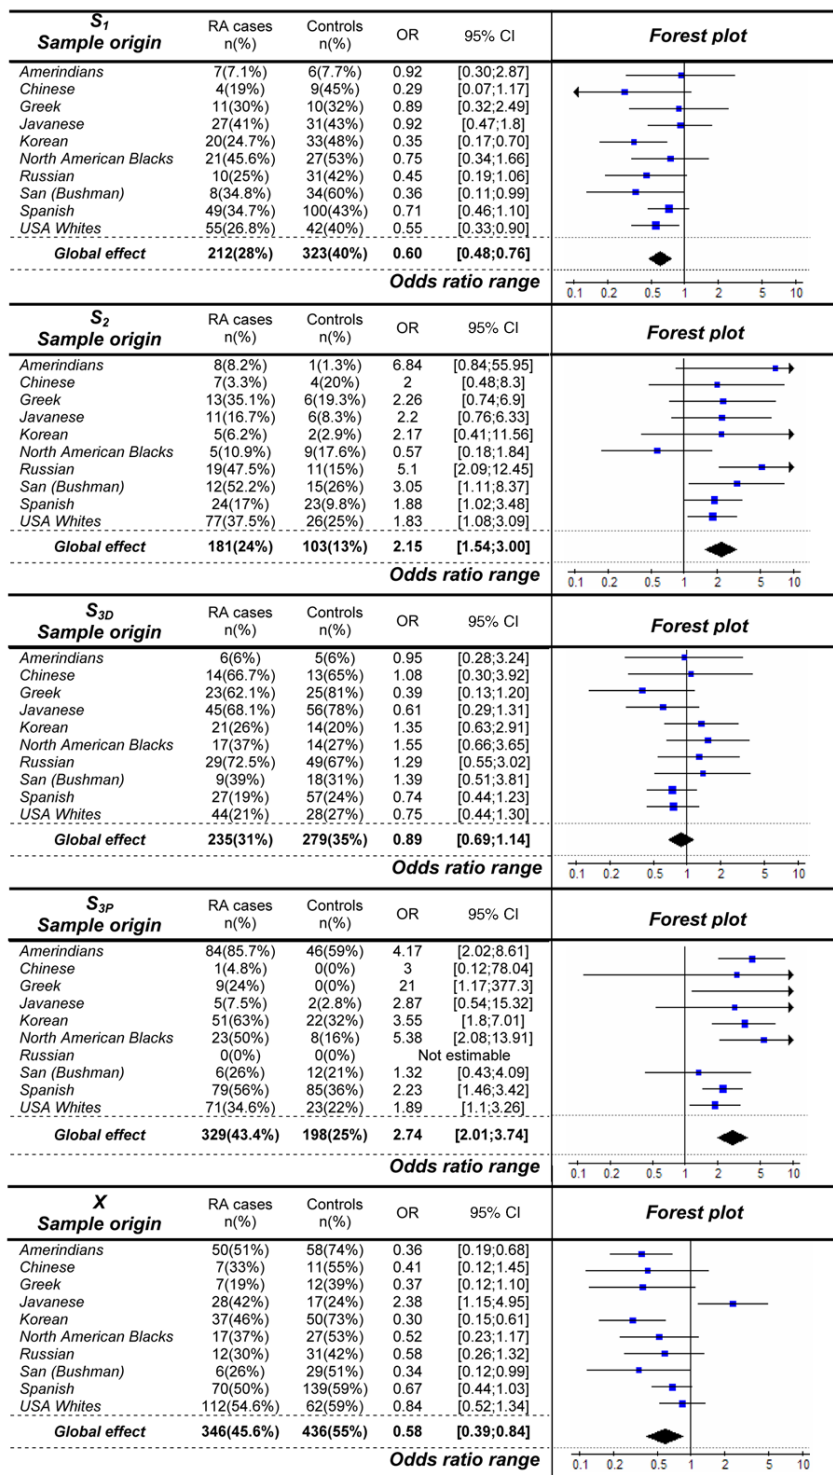 S1 RA cases Controls OR 95% CI Forest plot
Sample origin n(%) n(%)
Amerindians 7(7.1%) 6(7.7%) 0.92 [0.30;2.87]
Chinese 4(19%) 9(45%) 0.29 [0.07;1.17]
Greek 11(30%) 10(32%) 0.89 [0.32;2.49]
Javanese 27(41%) 31(43%) 0.92 [0.47;1.8]
Korean 20(24.7%) 33(48%) 0.35 [0.17;0.70]
North American Blacks 21(45.6%) 27(53%) 0.75 [0.34;1.66]
Russian 10(25%) 31(42%) 0.45 [0.19;1.06]
San (Bushman) 8(34.8%) 34(60%) 0.36 [0.11;0.99]
Spanish 49(34.7%) 100(43%) 0.71 [0.46;1.10]
USA Whites 55(26.8%) 42(40%) 0.55 [0.33;0.90]
Global effect 212(28%) 323(40%) 0.60 [0.48;0.76]
Odds ratio range 0.1 0.2 0.5 1 2 5 10
S2 RA cases Controls OR 95% CI Forest plot
Sample origin n(%) n(%)
Amerindians 8(8.2%) 1(1.3%) 6.84 [0.84;55.95]
Chinese 7(3.3%) 4(20%) 2 [0.48;8.3]
Greek 13(35.1%) 6(19.3%) 2.26 [0.74;6.9]
Javanese 11(16.7%) 6(8.3%) 2.2 [0.76;6.33]
Korean 5(6.2%) 2(2.9%) 2.17 [0.41;11.56]
North American Blacks 5(10.9%) 9(17.6%) 0.57 [0.18;1.84]
Russian 19(47.5%) 11(15%) 5.1 [2.09;12.45]
San (Bushman) 12(52.2%) 15(26%) 3.05 [1.11;8.37]
Spanish 24(17%) 23(9.8%) 1.88 [1.02;3.48]
USA Whites 77(37.5%) 26(25%) 1.83 [1.08;3.09]
Global effect 181(24%) 103(13%) 2.15 [1.54;3.00]
Odds ratio range 0.1 0.2 0.5 1 2 5 10
S3D RA cases Controls OR 95% CI Forest plot
Sample origin n(%) n(%)
Amerindians 6(6%) 5(6%) 0.95 [0.28;3.24]
Chinese 14(66.7%) 13(65%) 1.08 [0.30;3.92]
Greek 23(62.1%) 25(81%) 0.39 [0.13;1.20]
Javanese 45(68.1%) 56(78%) 0.61 [0.29;1.31]
Korean 21(26%) 14(20%) 1.35 [0.63;2.91]
North American Blacks 17(37%) 14(27%) 1.55 [0.66;3.65]
Russian 29(72.5%) 49(67%) 1.29 [0.55;3.02]
San (Bushman) 9(39%) 18(31%) 1.39 [0.51;3.81]
Spanish 27(19%) 57(24%) 0.74 [0.44;1.23]
USA Whites 44(21%) 28(27%) 0.75 [0.44;1.30]
Global effect 235(31%) 279(35%) 0.89 [0.69;1.14]
Odds ratio range 0.1 0.2 0.5 1 2 5 10
S3P RA cases Controls OR 95% CI Forest plot
Sample origin n(%) n(%)
Amerindians 84(85.7%) 46(59%) 4.17 [2.02;8.61]
Chinese 1(4.8%) 0(0%) 3 [0.12;78.04]
Greek 9(24%) 0(0%) 21 [1.17;377.3]
Javanese 5(7.5%) 2(2.8%) 2.87 [0.54;15.32]
Korean 51(63%) 22(32%) 3.55 [1.8;7.01]
North American Blacks 23(50%) 8(16%) 5.38 [2.08;13.91]
Russian 0(0%) 0(0%) Not estimable
San (Bushman) 6(26%) 12(21%) 1.32 [0.43;4.09]
Spanish 79(56%) 85(36%) 2.23 [1.46;3.42]
USA Whites 71(34.6%) 23(22%) 1.89 [1.1;3.26]
Global effect 329(43.4%) 198(25%) 2.74 [2.01;3.74]
Odds ratio range 0.1 0.2 0.5 1 2 5 10
X RA cases Controls OR 95% CI Forest plot
Sample origin n(%) n(%)
Amerindians 50(51%) 58(74%) 0.36 [0.19;0.68]
Chinese 7(33%) 11(55%) 0.41 [0.12;1.45]
Greek 7(19%) 12(39%) 0.37 [0.12;1.10]
Javanese 28(42%) 17(24%) 2.38 [1.15;4.95]
Korean 37(46%) 50(73%) 0.30 [0.15;0.61]
North American Blacks 17(37%) 27(53%) 0.52 [0.23;1.17]
Russian 12(30%) 31(42%) 0.58 [0.26;1.32]
San (Bushman) 6(26%) 29(51%) 0.34 [0.12;0.99]
Spanish 70(50%) 139(59%) 0.67 [0.44;1.03]
USA Whites 112(54.6%) 62(59%) 0.84 [0.52;1.34]
Global effect 346(45.6%) 436(55%) 0.58 [0.39;0.84]
Odds ratio range 0.1 0.2 0.5 1 2 5 10